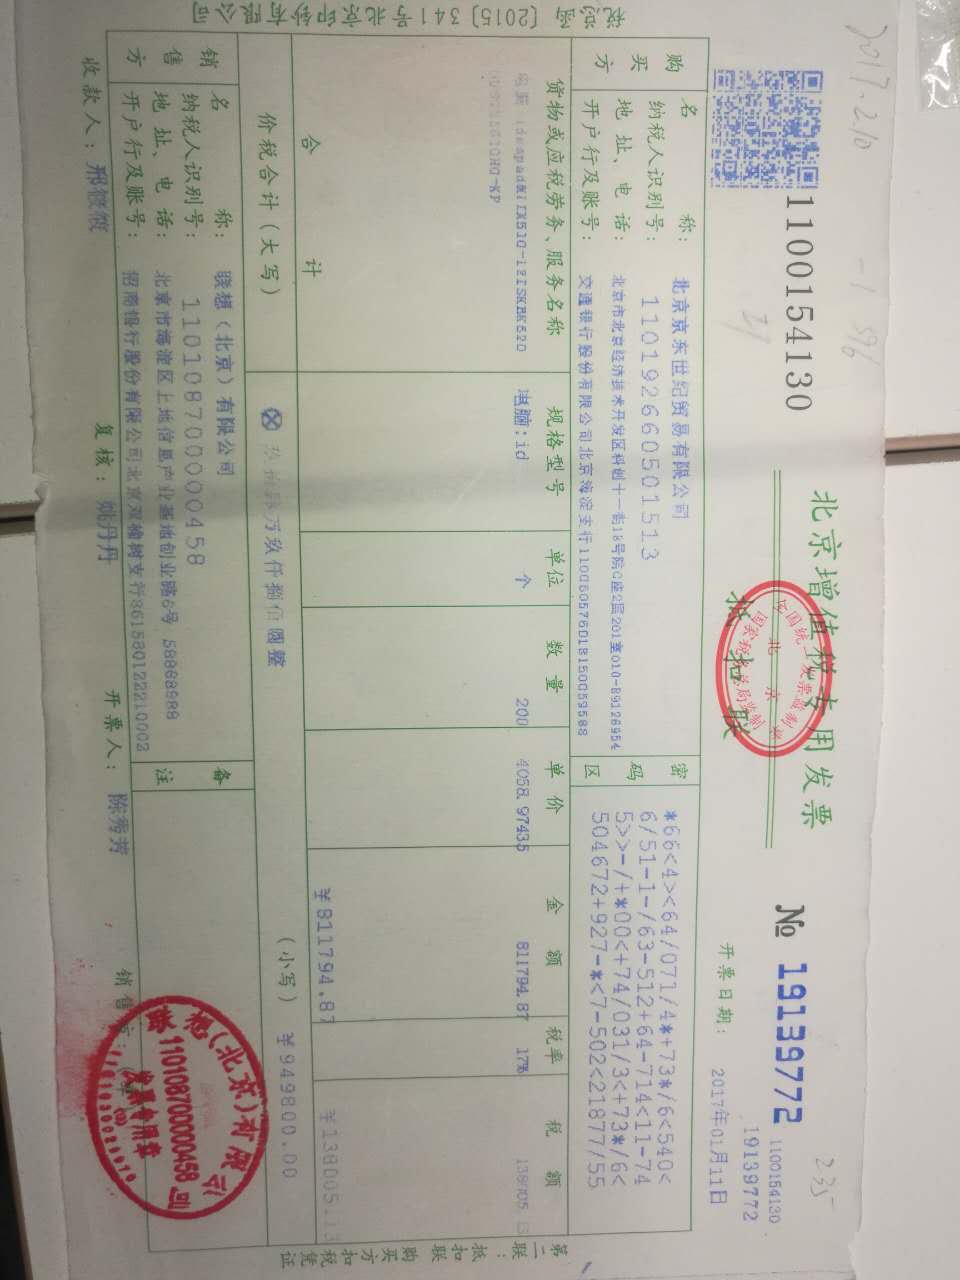 1100154130
北京增值税专用发票
抵扣联
全国统一发票监制章
北京
国家税务总局监制
№ 19139772
1100154130
19139772
开票日期: 2017年01月11日
2017.2.10
235
税总函〔2015〕341号北京印钞有限公司
购买方
名 称: 北京京东世纪贸易有限公司
纳税人识别号: 110192660501513
地址、电话: 北京市北京经济技术开发区科创十一街18号院C座2层201室010-89126954
开户行及账号: 交通银行股份有限公司北京海淀支行110060576018150059588
密码区
*66<4><64/071/4*+73*/6<540<
6/51-1-/63-512+64-714<11-74
5>>-/+*00<+74/031/3<+73*/6<
504672+927-*<7-502<21877/55
货物或应税劳务、服务名称 规格型号 单位 数量 单价 金额 税率 税额
电脑:id 个 200 4058.97435 811794.87 17% 138005.13
合 计 ¥811794.87 ¥138005.13
价税合计(大写) ⊗ 玖拾肆万玖仟捌佰圆整 (小写) ¥949800.00
销售方
名 称: 联想(北京)有限公司
纳税人识别号: 110108700000458
地址、电话: 北京市海淀区上地信息产业基地创业路6号 58868988
开户行及账号: 招商银行股份有限公司北京双榆树支行861580122210002
备注
收款人: 邢薇薇 复核: 姚丹丹 开票人: 陈秀芳 销售方:(章)
联想(北京)有限公司
110108700000458
发票专用章
第二联:抵扣联 购买方扣税凭证